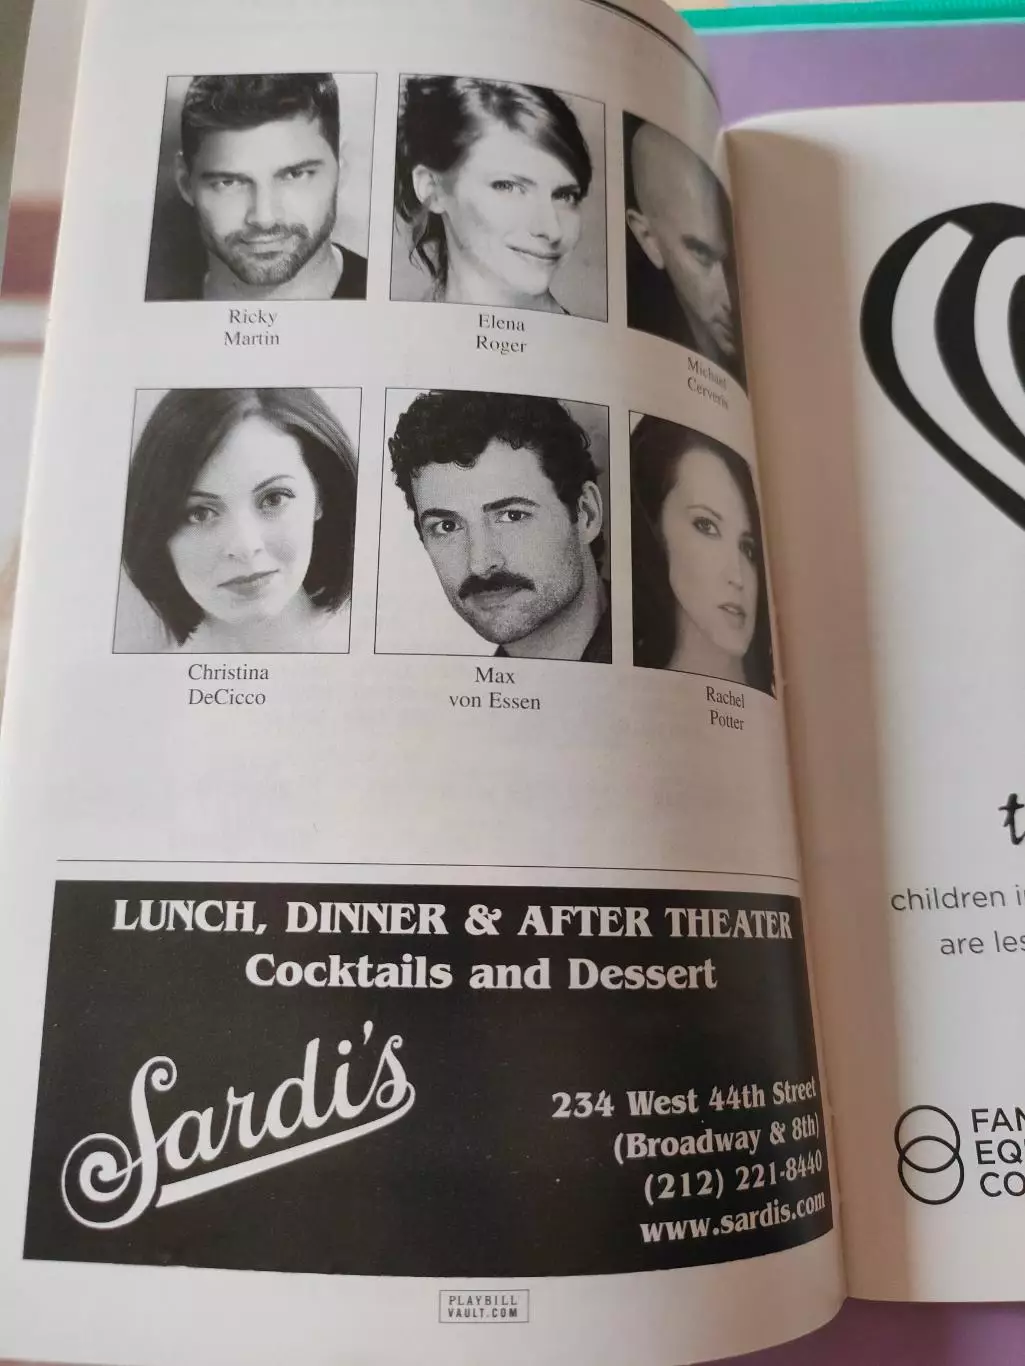 Ricky
Martin
Elena
Roger
Michael
Cerveris
Christina
DeCicco
Max
von Essen
Rachel
Potter
LUNCH, DINNER & AFTER THEATER
Cocktails and Dessert
Sardi's
234 West 44th Street
(Broadway & 8th)
(212) 221-8440
www.sardis.com
PLAYBILL
VAULT.COM
t
children i
are les
FAN
EQ
CO